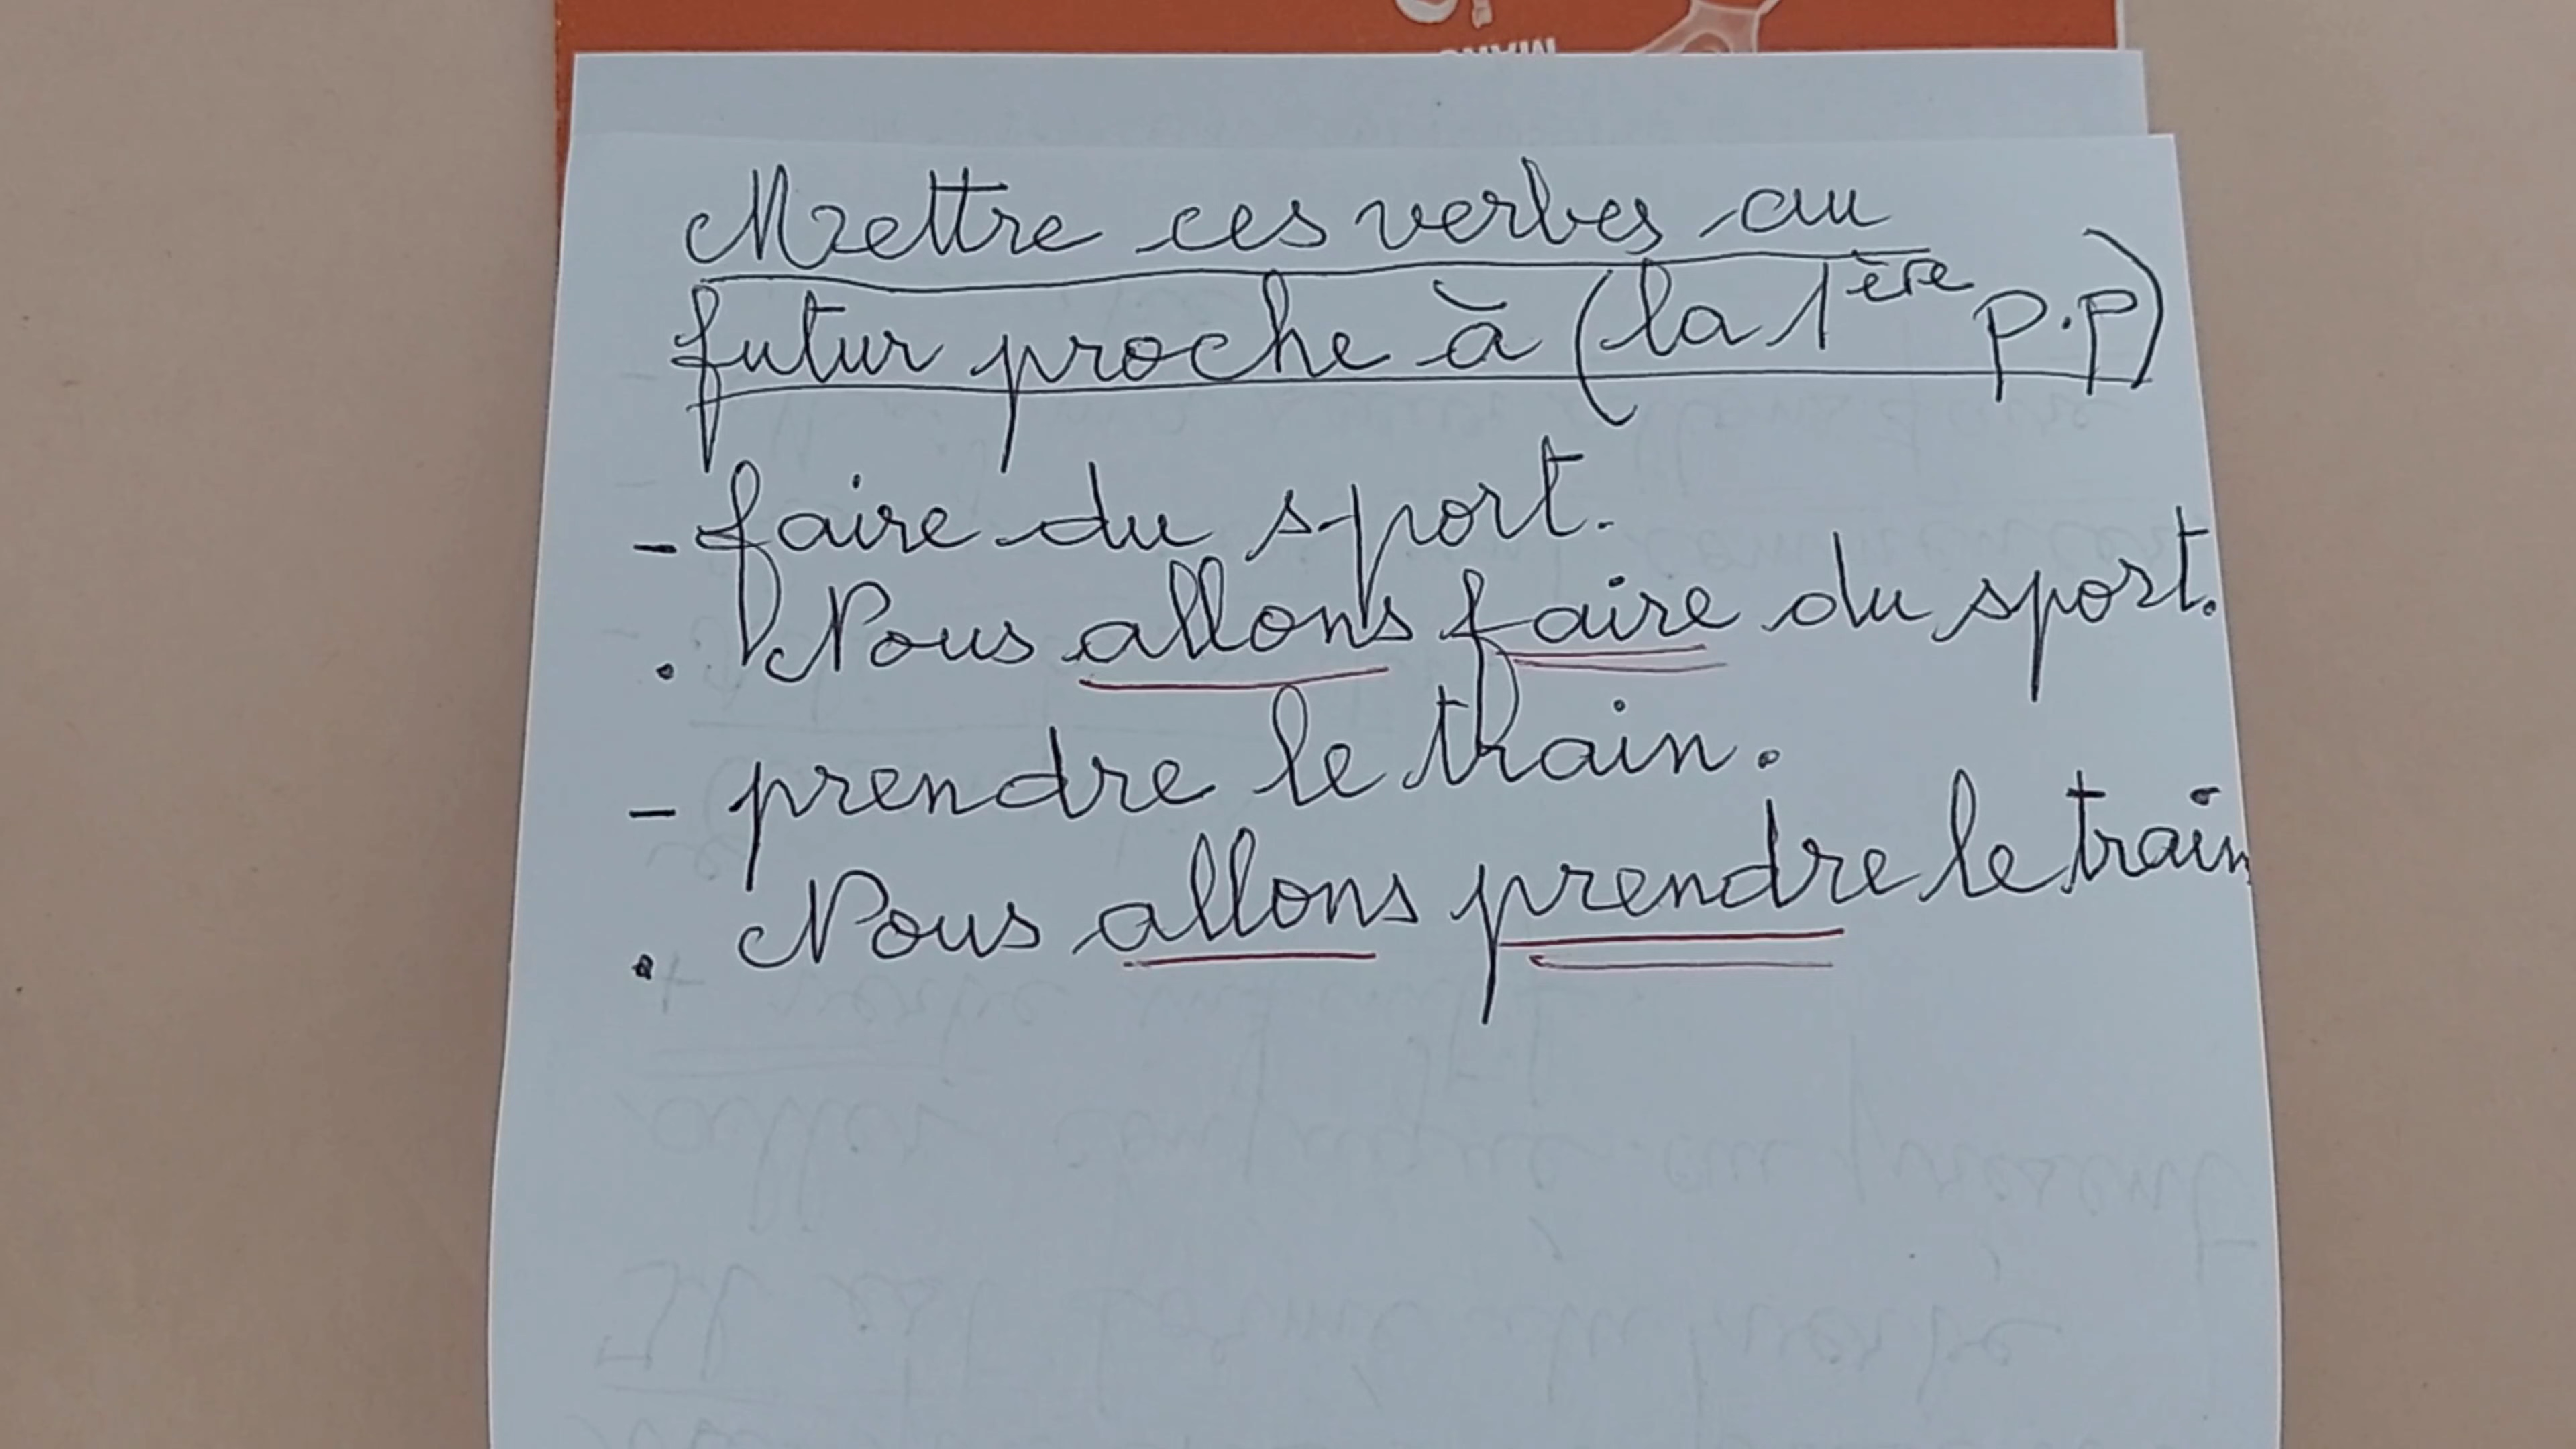 Mettre ces verbes au
futur proche à (la 1ère p.p)
- faire du sport.
. Nous allons faire du sport.
- prendre le train.
. Nous allons prendre le train